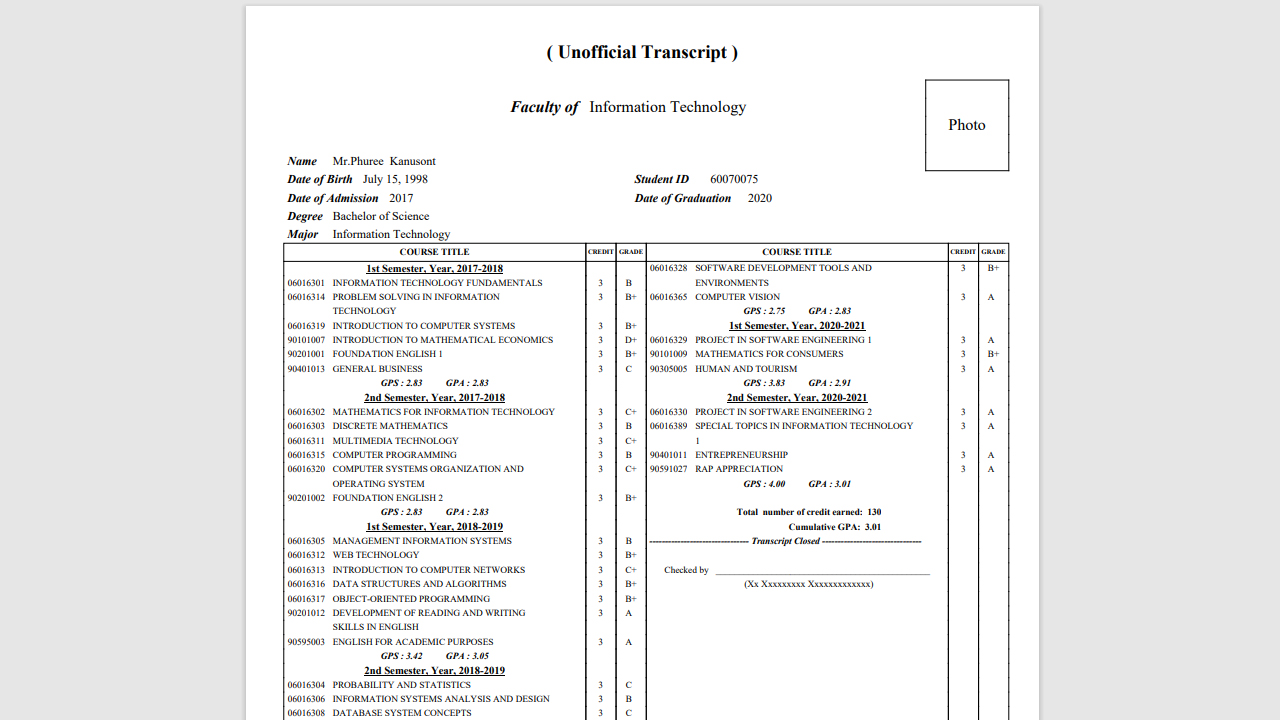 ( Unofficial Transcript )
Faculty of Information Technology
Photo
Name Mr.Phuree Kanusont
Date of Birth July 15, 1998
Student ID 60070075
Date of Admission 2017
Date of Graduation 2020
Degree Bachelor of Science
Major Information Technology
COURSE TITLE CREDIT GRADE
1st Semester, Year, 2017-2018
06016301 INFORMATION TECHNOLOGY FUNDAMENTALS 3 B
06016314 PROBLEM SOLVING IN INFORMATION 3 B+
TECHNOLOGY
06016319 INTRODUCTION TO COMPUTER SYSTEMS 3 B+
90101007 INTRODUCTION TO MATHEMATICAL ECONOMICS 3 D+
90201001 FOUNDATION ENGLISH 1 3 B+
90401013 GENERAL BUSINESS 3 C
GPS : 2.83 GPA : 2.83
2nd Semester, Year, 2017-2018
06016302 MATHEMATICS FOR INFORMATION TECHNOLOGY 3 C+
06016303 DISCRETE MATHEMATICS 3 B
06016311 MULTIMEDIA TECHNOLOGY 3 C+
06016315 COMPUTER PROGRAMMING 3 B
06016320 COMPUTER SYSTEMS ORGANIZATION AND 3 C+
OPERATING SYSTEM
90201002 FOUNDATION ENGLISH 2 3 B+
GPS : 2.83 GPA : 2.83
1st Semester, Year, 2018-2019
06016305 MANAGEMENT INFORMATION SYSTEMS 3 B
06016312 WEB TECHNOLOGY 3 B+
06016313 INTRODUCTION TO COMPUTER NETWORKS 3 C+
06016316 DATA STRUCTURES AND ALGORITHMS 3 B+
06016317 OBJECT-ORIENTED PROGRAMMING 3 B+
90201012 DEVELOPMENT OF READING AND WRITING 3 A
SKILLS IN ENGLISH
90595003 ENGLISH FOR ACADEMIC PURPOSES 3 A
GPS : 3.42 GPA : 3.05
2nd Semester, Year, 2018-2019
06016304 PROBABILITY AND STATISTICS 3 C
06016306 INFORMATION SYSTEMS ANALYSIS AND DESIGN 3 B
06016308 DATABASE SYSTEM CONCEPTS 3 C
COURSE TITLE CREDIT GRADE
06016328 SOFTWARE DEVELOPMENT TOOLS AND 3 B+
ENVIRONMENTS
06016365 COMPUTER VISION 3 A
GPS : 2.75 GPA : 2.83
1st Semester, Year, 2020-2021
06016329 PROJECT IN SOFTWARE ENGINEERING 1 3 A
90101009 MATHEMATICS FOR CONSUMERS 3 B+
90305005 HUMAN AND TOURISM 3 A
GPS : 3.83 GPA : 2.91
2nd Semester, Year, 2020-2021
06016330 PROJECT IN SOFTWARE ENGINEERING 2 3 A
06016389 SPECIAL TOPICS IN INFORMATION TECHNOLOGY 3 A
1
90401011 ENTREPRENEURSHIP 3 A
90591027 RAP APPRECIATION 3 A
GPS : 4.00 GPA : 3.01
Total number of credit earned: 130
Cumulative GPA: 3.01
-------------------------------- Transcript Closed --------------------------------
Checked by ____________________________________________
(Xx Xxxxxxxxx Xxxxxxxxxxxx)